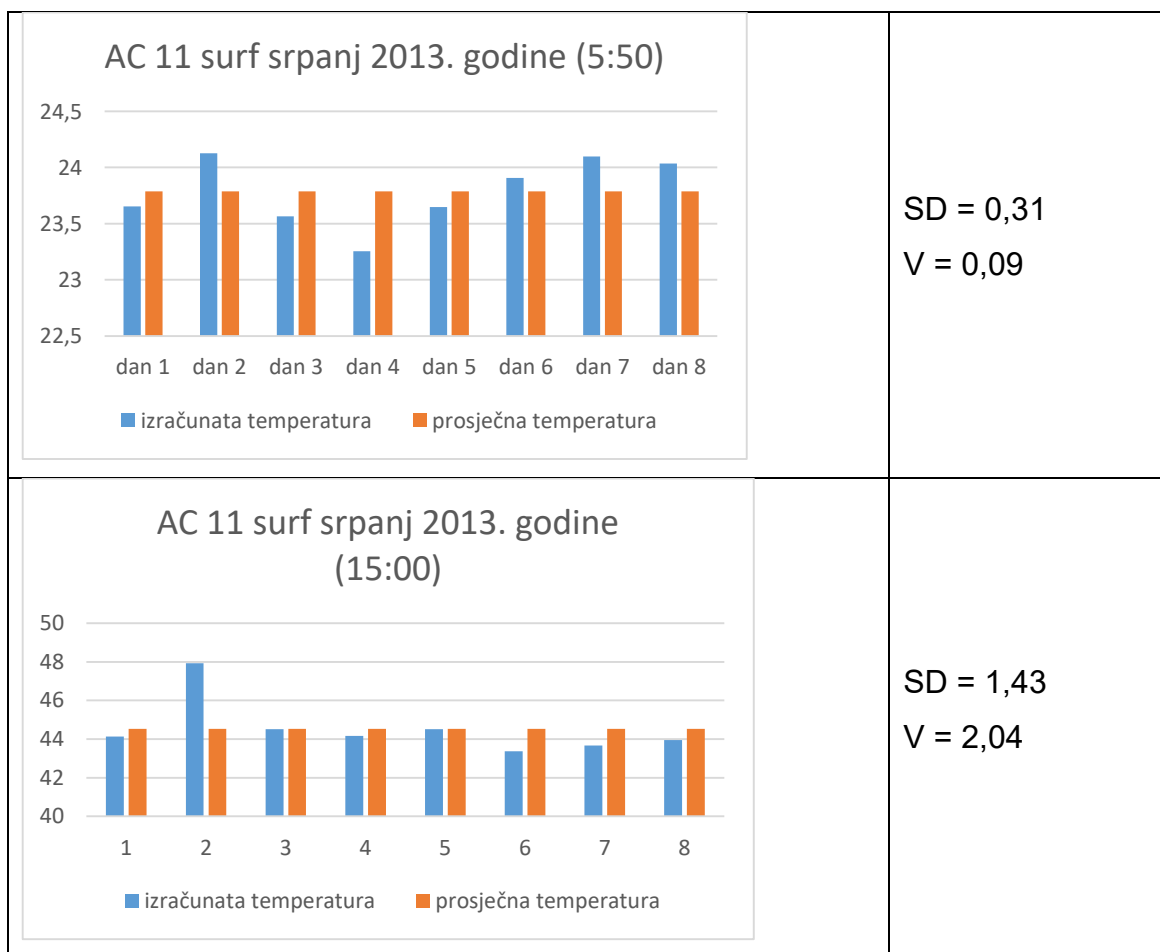 AC 11 surf srpanj 2013. godine (5:50)
24,5
24
23,5
23
22,5
dan 1 dan 2 dan 3 dan 4 dan 5 dan 6 dan 7 dan 8
izračunata temperatura prosječna temperatura
SD = 0,31
V = 0,09
AC 11 surf srpanj 2013. godine
(15:00)
50
48
46
44
42
40
1 2 3 4 5 6 7 8
izračunata temperatura prosječna temperatura
SD = 1,43
V = 2,04